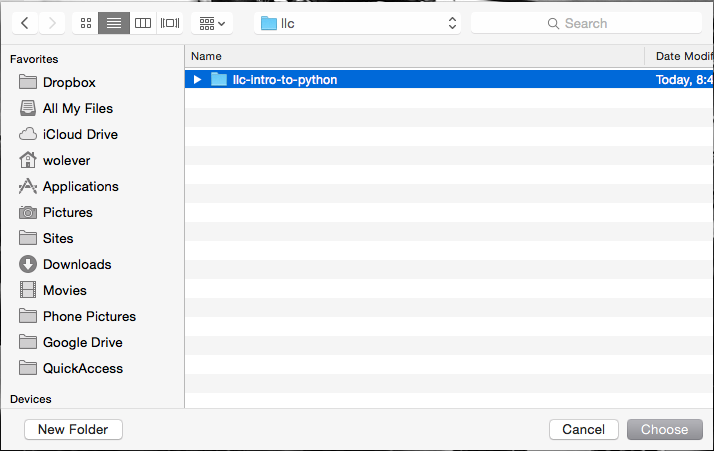 llc
Search
Favorites
Dropbox
All My Files
iCloud Drive
wolever
Applications
Pictures
Sites
Downloads
Movies
Phone Pictures
Google Drive
QuickAccess
Devices
Name
Date Modif
llc-intro-to-python
Today, 8:4
New Folder
Cancel
Choose